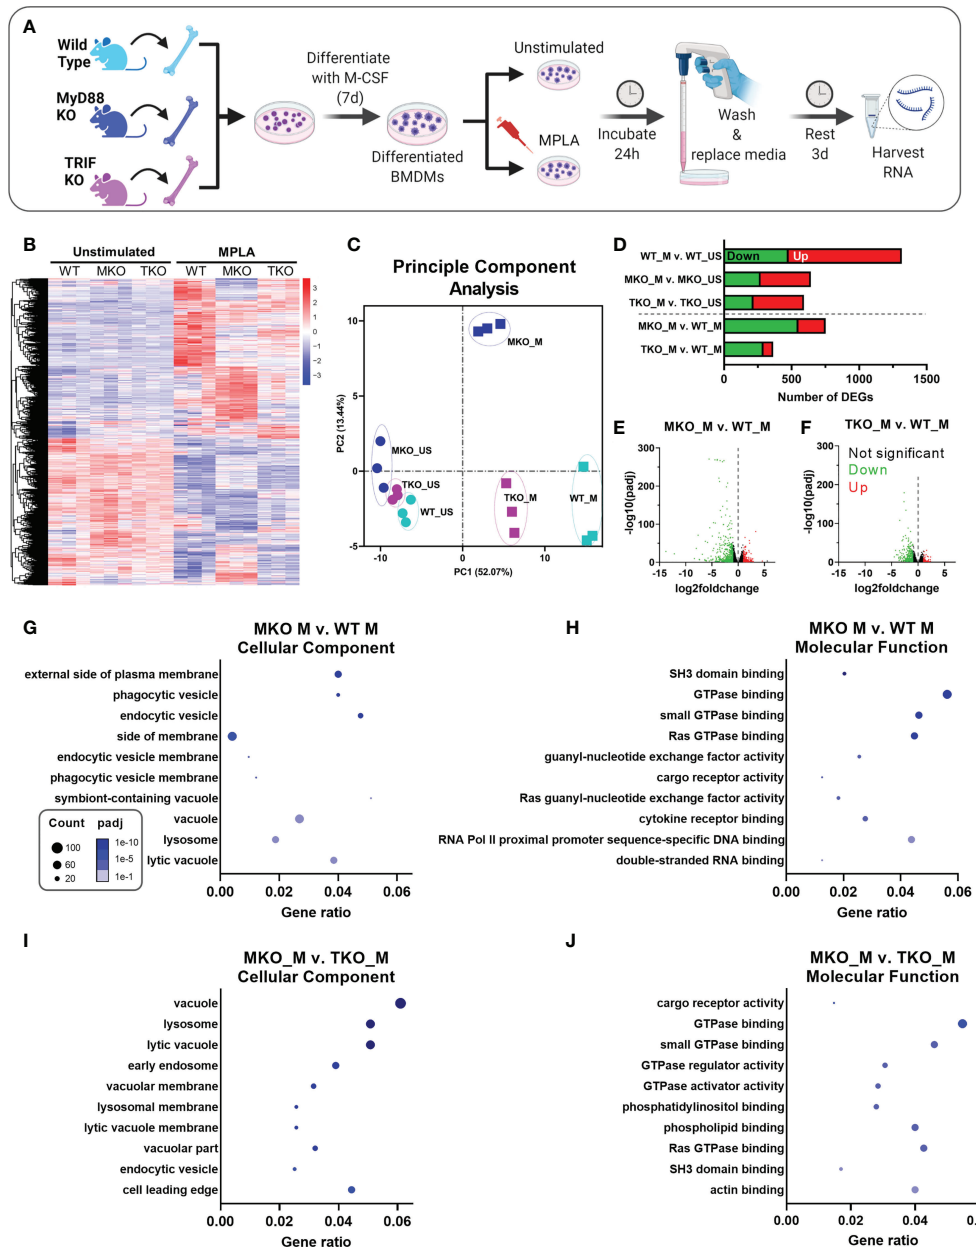 A
Wild
Type
MyD88
KO
TRIF
KO
Differentiate
with M-CSF
(7d)
Differentiated
BMDMs
Unstimulated
MPLA
Incubate
24h
Wash
&
replace media
Rest
3d
Harvest
RNA
B
Unstimulated MPLA
WT MKO TKO WT MKO TKO
3
2
1
0
−1
−2
−3
C
Principle Component
Analysis
PC2 (13.44%)
10
5
0
-5
-10 0 10
PC1 (52.07%)
MKO_M
MKO_US
TKO_US
WT_US
TKO_M
WT_M
D
WT_M v. WT_US
MKO_M v. MKO_US
TKO_M v. TKO_US
MKO_M v. WT_M
TKO_M v. WT_M
Down Up
0 500 1000 1500
Number of DEGs
E
MKO_M v. WT_M
-log10(padj)
300
200
100
0
-15 -10 -5 0 5
log2foldchange
F
TKO_M v. WT_M
Not significant
Down
Up
-log10(padj)
300
200
100
0
-15 -10 -5 0 5
log2foldchange
G
MKO M v. WT M
Cellular Component
external side of plasma membrane
phagocytic vesicle
endocytic vesicle
side of membrane
endocytic vesicle membrane
phagocytic vesicle membrane
symbiont-containing vacuole
vacuole
lysosome
lytic vacuole
Count padj
100
60
20
1e-10
1e-5
1e-1
0.00 0.02 0.04 0.06
Gene ratio
H
MKO M v. WT M
Molecular Function
SH3 domain binding
GTPase binding
small GTPase binding
Ras GTPase binding
guanyl-nucleotide exchange factor activity
cargo receptor activity
Ras guanyl-nucleotide exchange factor activity
cytokine receptor binding
RNA Pol II proximal promoter sequence-specific DNA binding
double-stranded RNA binding
0.00 0.02 0.04 0.06
Gene ratio
I
MKO_M v. TKO_M
Cellular Component
vacuole
lysosome
lytic vacuole
early endosome
vacuolar membrane
lysosomal membrane
lytic vacuole membrane
vacuolar part
endocytic vesicle
cell leading edge
0.00 0.02 0.04 0.06
Gene ratio
J
MKO_M v. TKO_M
Molecular Function
cargo receptor activity
GTPase binding
small GTPase binding
GTPase regulator activity
GTPase activator activity
phosphatidylinositol binding
phospholipid binding
Ras GTPase binding
SH3 domain binding
actin binding
0.00 0.02 0.04 0.
Gene ratio